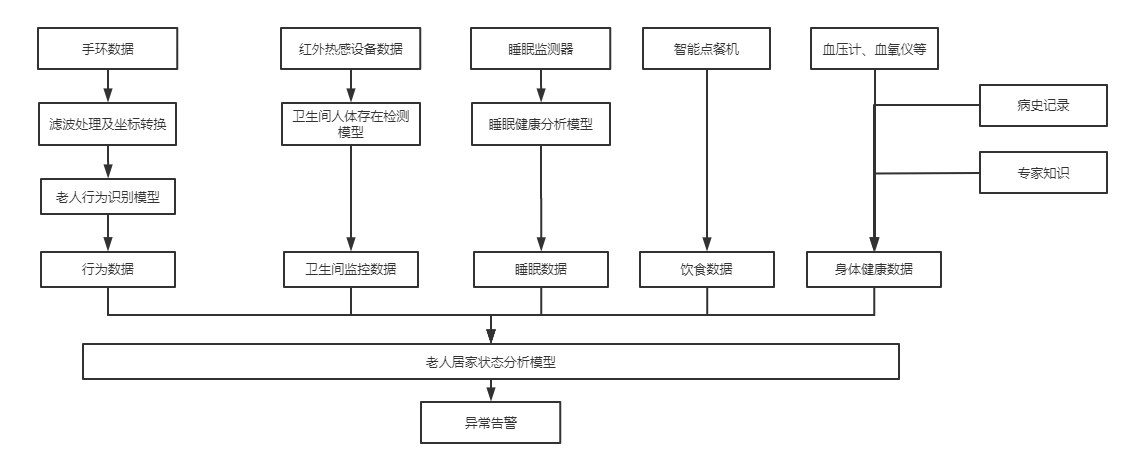 手环数据
红外热感设备数据
睡眠监测器
智能点餐机
血压计、血氧仪等
病史记录
滤波处理及坐标转换
卫生间人体存在检测
模型
睡眠健康分析模型
专家知识
老人行为识别模型
行为数据
卫生间监控数据
睡眠数据
饮食数据
身体健康数据
老人居家状态分析模型
异常告警